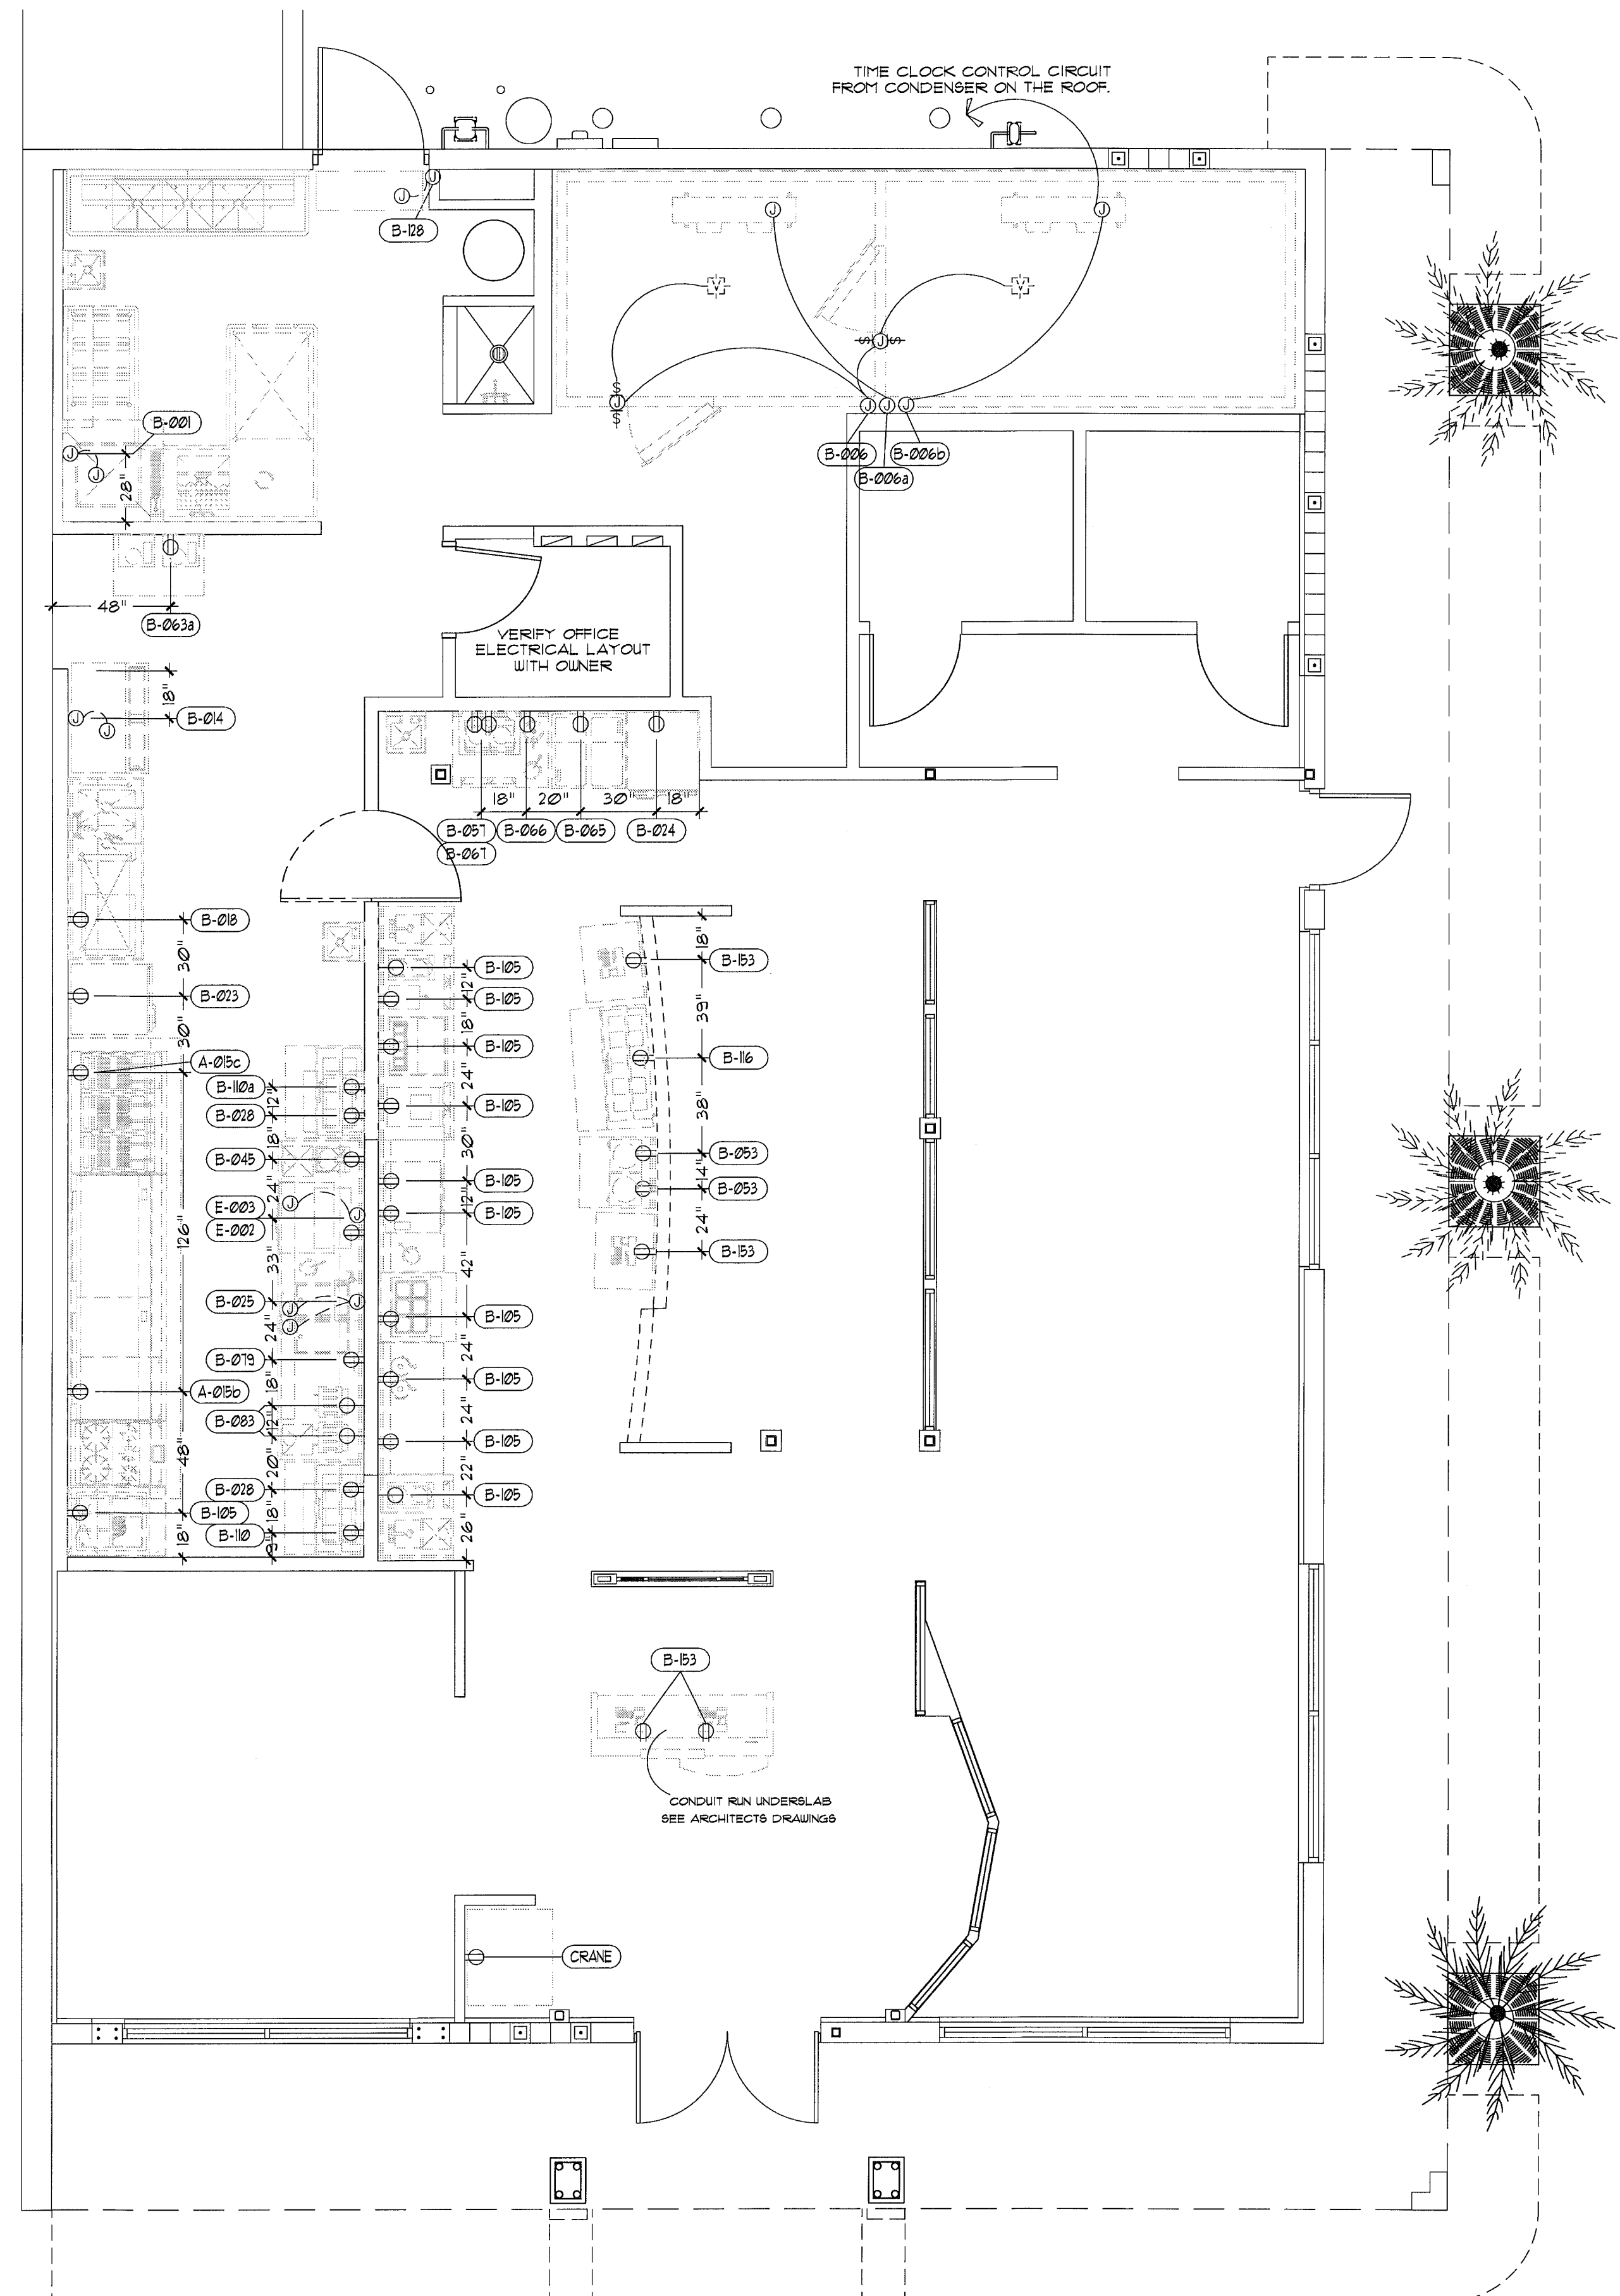 TIME CLOCK CONTROL CIRCUIT
FROM CONDENSER ON THE ROOF.
J
J
B-128
J
J
V
V
$J$
$
J
$
J
J
J
B-006
B-006b
B-006a
B-001
J
J
28"
48"
B-063a
VERIFY OFFICE
ELECTRICAL LAYOUT
WITH OWNER
18"
J
J
B-014
18"
20"
30"
18"
B-057
B-066
B-065
B-024
B-067
B-018
30"
B-023
30"
A-015c
126"
A-015b
48"
B-105
18"
B-110a
12"
B-028
18"
B-045
24"
E-003
J
J
E-002
33"
B-025
J
J
J
24"
B-079
18"
B-083
12"
20"
B-028
18"
B-110
9"
B-105
12"
B-105
18"
B-105
24"
B-105
30"
B-105
12"
B-105
42"
B-105
24"
B-105
24"
B-105
22"
B-105
26"
18"
B-153
39"
B-116
38"
B-053
14"
B-053
24"
B-153
B-153
CONDUIT RUN UNDERSLAB
SEE ARCHITECTS DRAWINGS
CRANE